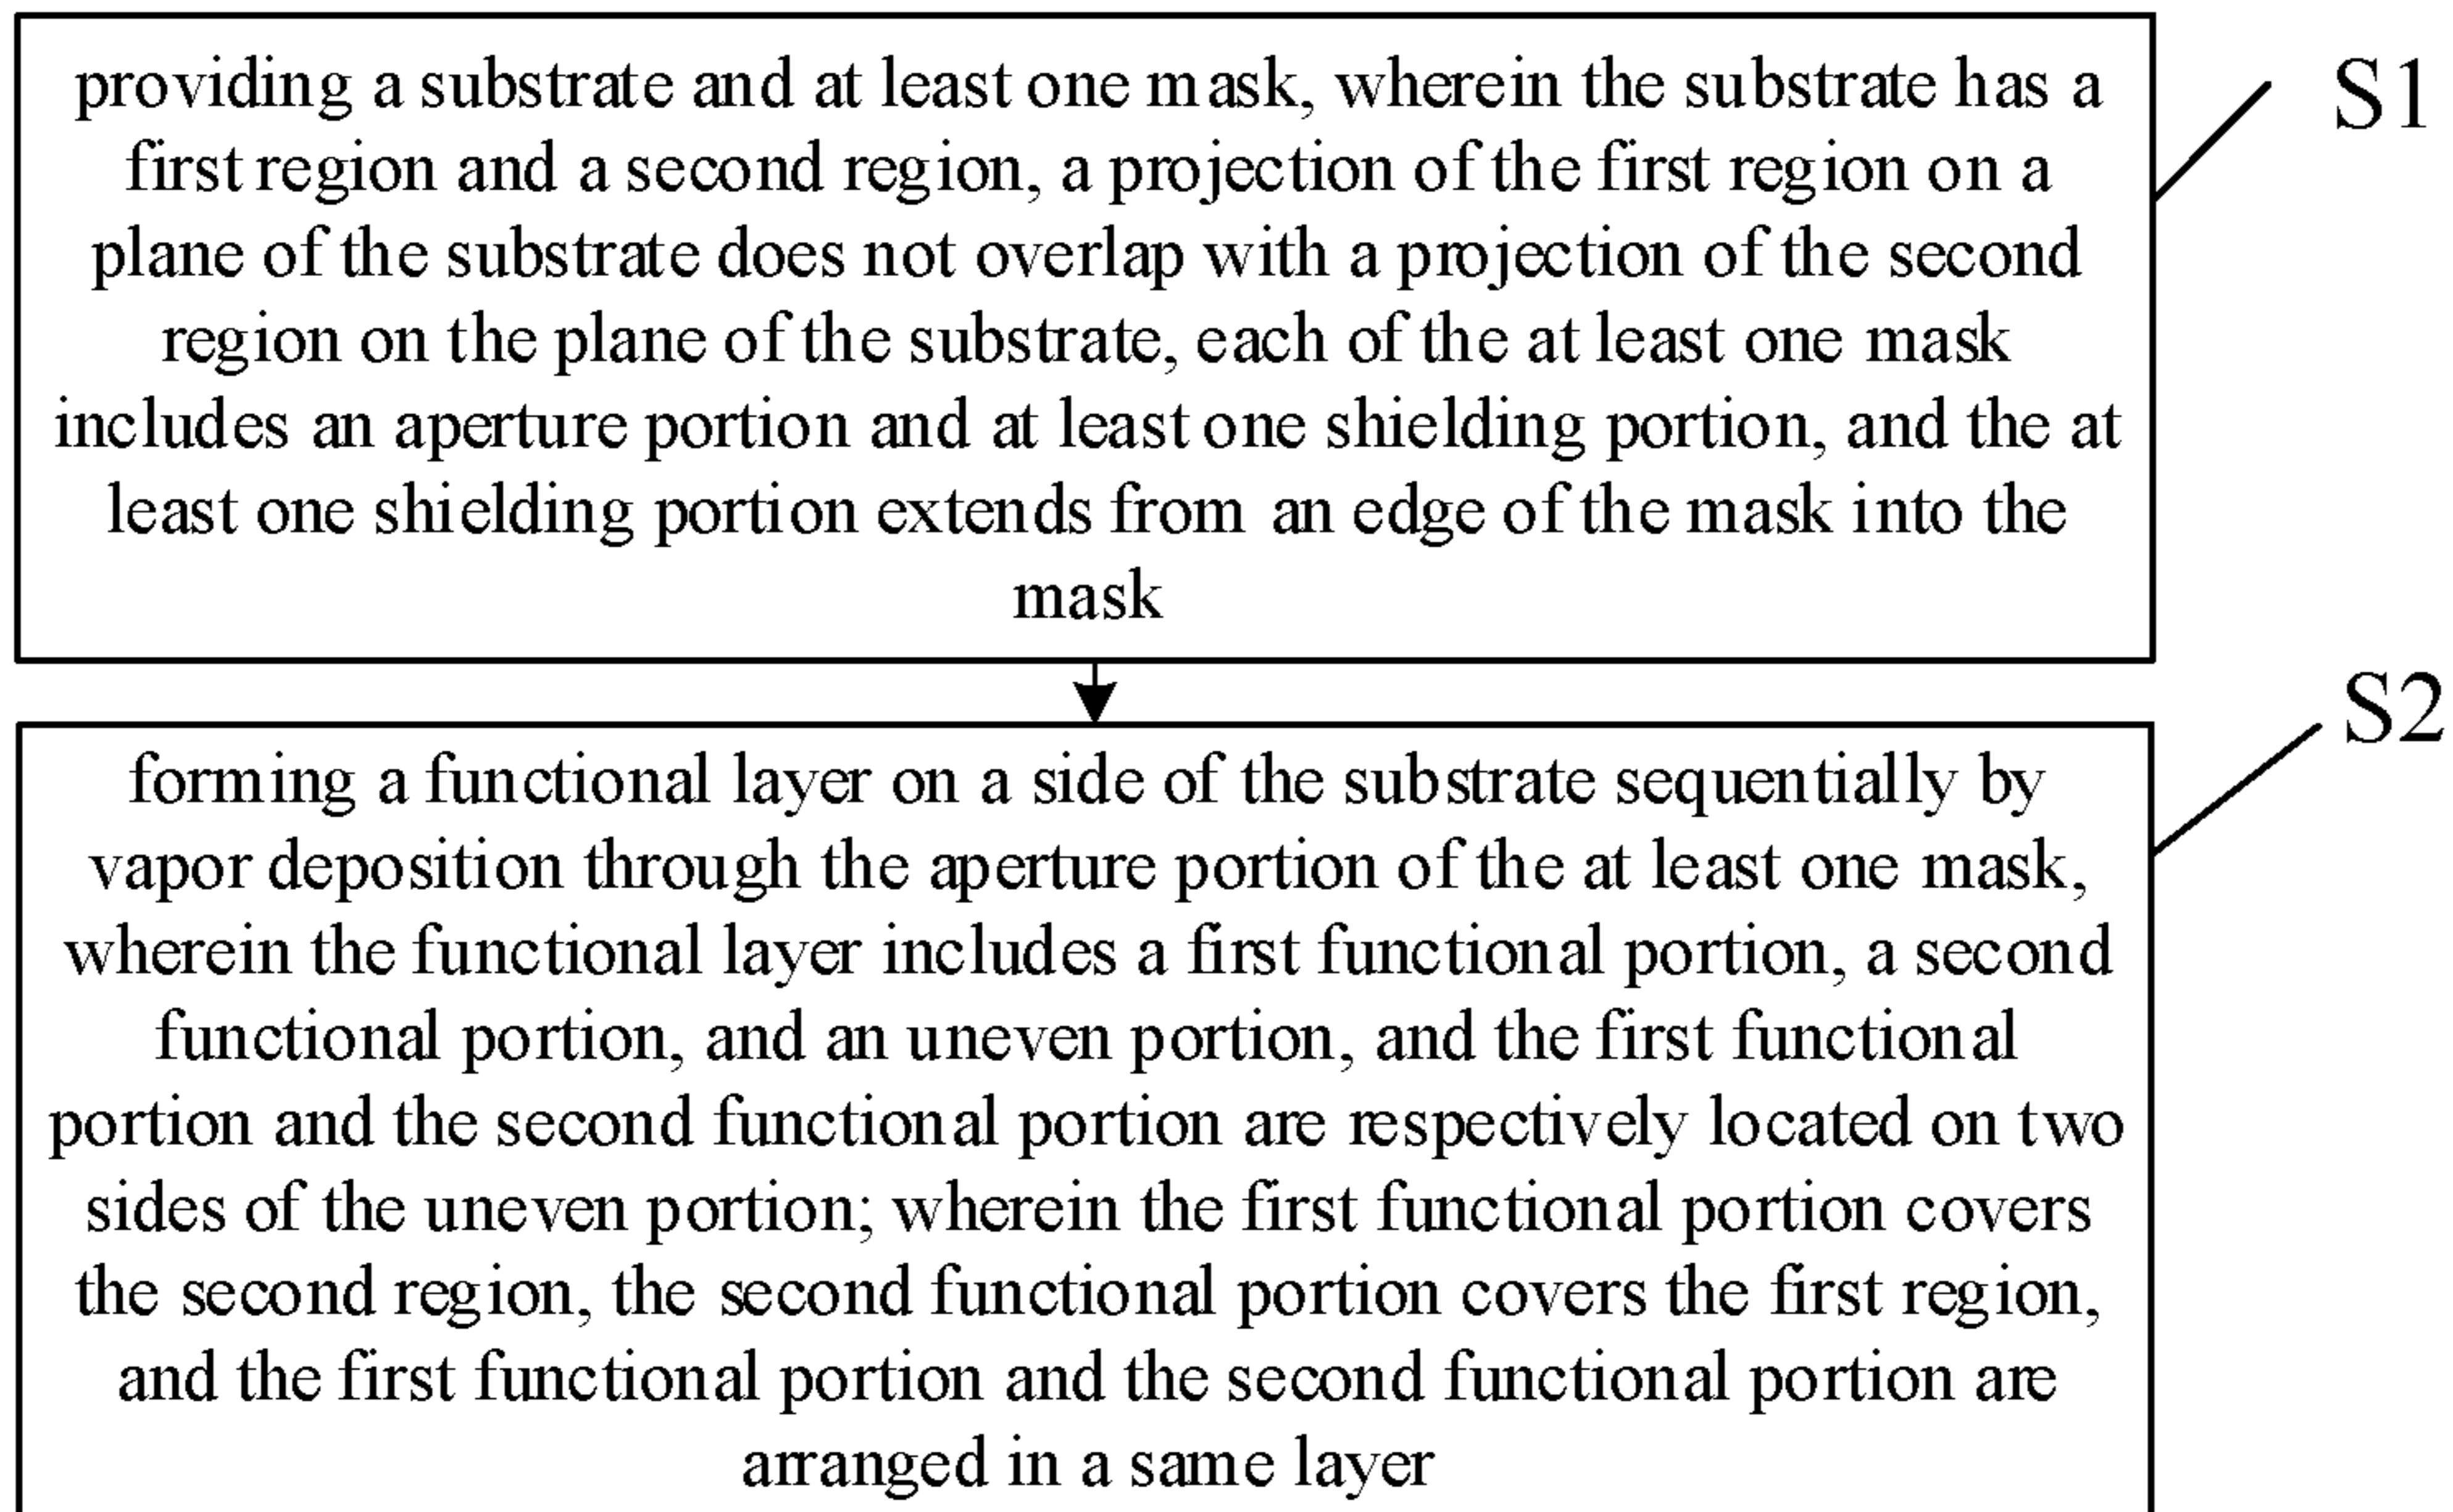 providing a substrate and at least one mask, wherein the substrate has a
first region and a second region, a projection of the first region on a
plane of the substrate does not overlap with a projection of the second
region on the plane of the substrate, each of the at least one mask
includes an aperture portion and at least one shielding portion, and the at
least one shielding portion extends from an edge of the mask into the
mask
S1
forming a functional layer on a side of the substrate sequentially by
vapor deposition through the aperture portion of the at least one mask,
wherein the functional layer includes a first functional portion, a second
functional portion, and an uneven portion, and the first functional
portion and the second functional portion are respectively located on two
sides of the uneven portion; wherein the first functional portion covers
the second region, the second functional portion covers the first region,
and the first functional portion and the second functional portion are
arranged in a same layer
S2